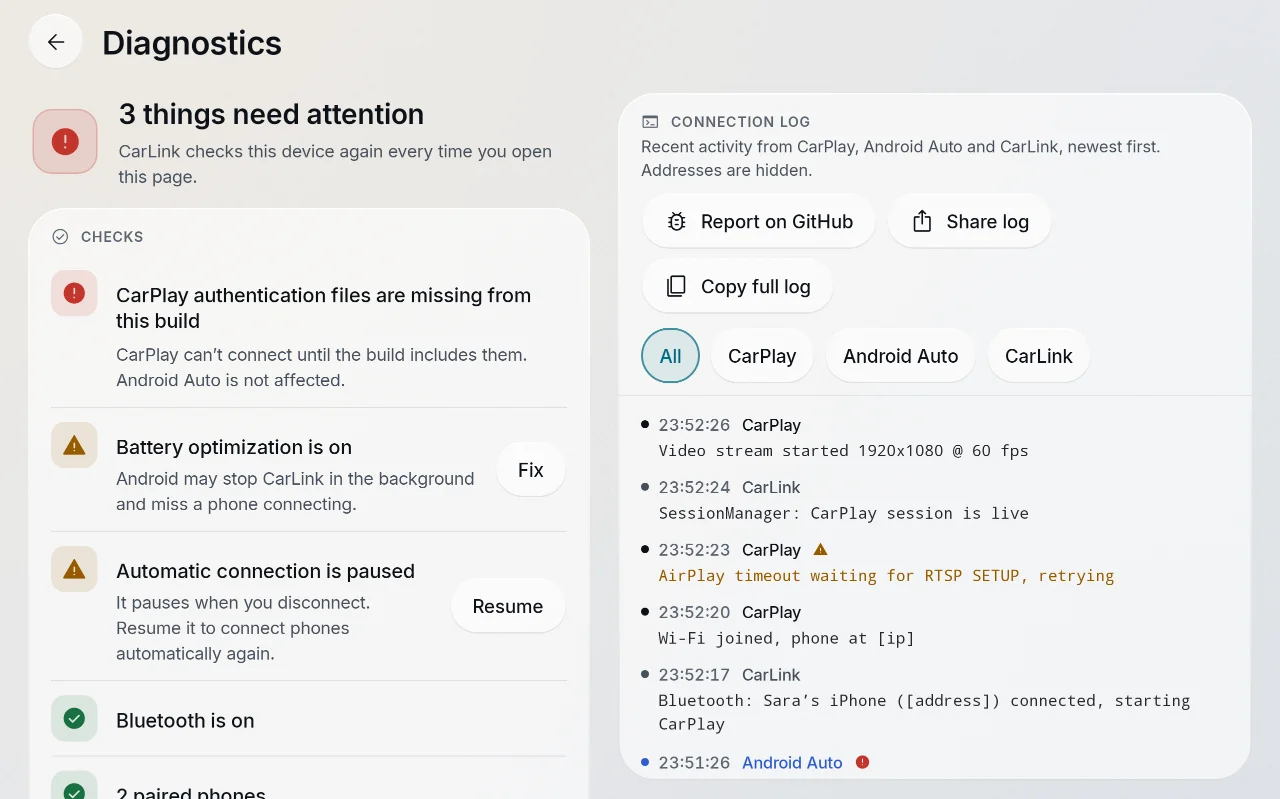 Diagnostics
3 things need attention
CarLink checks this device again every time you open
this page.
CHECKS
CarPlay authentication files are missing from
this build
CarPlay can’t connect until the build includes them.
Android Auto is not affected.
Battery optimization is on
Android may stop CarLink in the background
and miss a phone connecting.
Fix
Automatic connection is paused
It pauses when you disconnect.
Resume it to connect phones
automatically again.
Resume
Bluetooth is on
2 paired phones
CONNECTION LOG
Recent activity from CarPlay, Android Auto and CarLink, newest first.
Addresses are hidden.
Report on GitHub
Share log
Copy full log
All
CarPlay
Android Auto
CarLink
23:52:26 CarPlay
Video stream started 1920x1080 @ 60 fps
23:52:24 CarLink
SessionManager: CarPlay session is live
23:52:23 CarPlay
AirPlay timeout waiting for RTSP SETUP, retrying
23:52:20 CarPlay
Wi-Fi joined, phone at [ip]
23:52:17 CarLink
Bluetooth: Sara’s iPhone ([address]) connected, starting
CarPlay
23:51:26 Android Auto